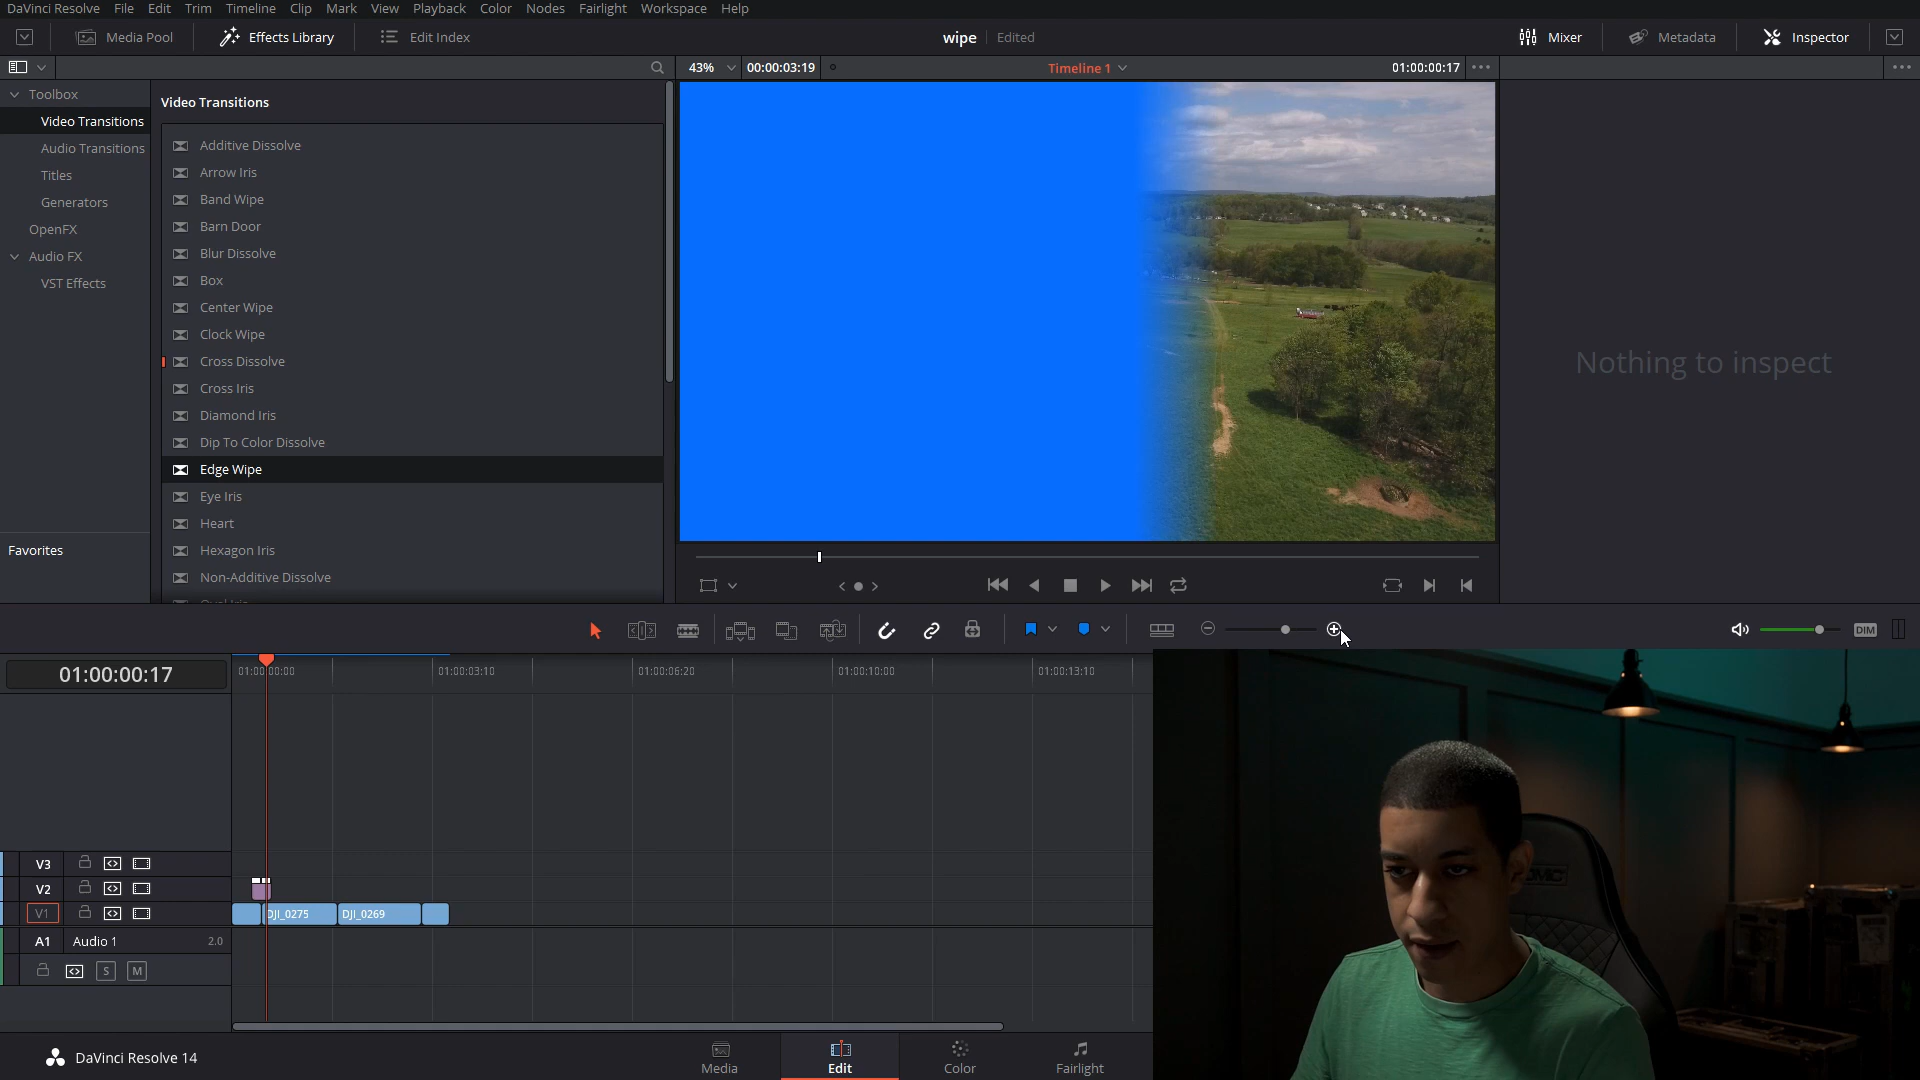 DaVinci Resolve File Edit Trim Timeline Clip Mark View Playback Color Nodes Fairlight Workspace Help
Media Pool Effects Library Edit Index wipe Edited Mixer Metadata Inspector
43% 00:00:03:19 Timeline 1 01:00:00:17
Toolbox
Video Transitions
Audio Transitions
Titles
Generators
OpenFX
Audio FX
VST Effects
Favorites
Video Transitions
Additive Dissolve
Arrow Iris
Band Wipe
Barn Door
Blur Dissolve
Box
Center Wipe
Clock Wipe
Cross Dissolve
Cross Iris
Diamond Iris
Dip To Color Dissolve
Edge Wipe
Eye Iris
Heart
Hexagon Iris
Non-Additive Dissolve
Nothing to inspect
DIM
01:00:00:17
01:00:00:00 01:00:03:10 01:00:06:20 01:00:10:00 01:00:13:10
V3
V2
V1 DJI_0275 DJI_0269
A1 Audio 1 2.0
S M
DaVinci Resolve 14
Media Edit Color Fairlight